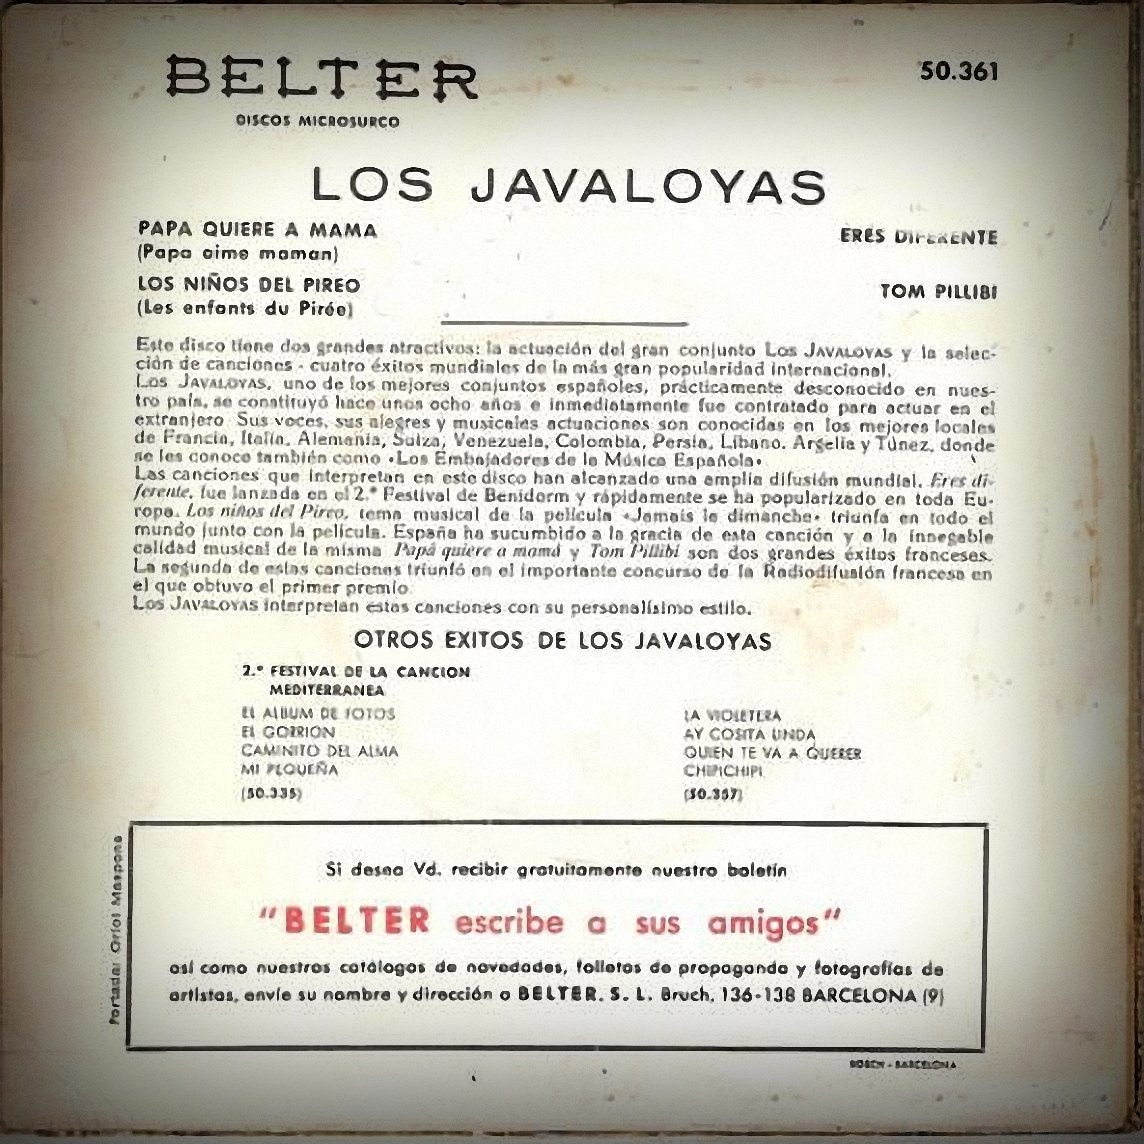 BELTER
50.361
DISCOS MICROSURCO
LOS JAVALOYAS
PAPA QUIERE A MAMA
(Papa aime maman)
ERES DIFERENTE
LOS NIÑOS DEL PIREO
(Les enfants du Pirée)
TOM PILLIBI
Este disco tiene dos grandes atractivos: la actuación del gran conjunto LOS JAVALOYAS y la selec-
ción de canciones - cuatro éxitos mundiales de la más gran popularidad internacional.
LOS JAVALOYAS, uno de los mejores conjuntos españoles, prácticamente desconocido en nues-
tro país, se constituyó hace unos ocho años e inmediatamente fue contratado para actuar en el
extranjero Sus voces, sus alegres y musicales actuaciones son conocidas en los mejores locales
de Francia, Italia, Alemania, Suiza, Venezuela, Colombia, Persia, Líbano, Argelia y Túnez, donde
se les conoce también como «Los Embajadores de la Música Española»
Las canciones que interpretan en este disco han alcanzado una amplia difusión mundial. Eres di-
ferente, fue lanzada en el 2.º Festival de Benidorm y rápidamente se ha popularizado en toda Eu-
ropa. Los niños del Pireo, tema musical de la película «Jamais le dimanche» triunfa en todo el
mundo junto con la película. España ha sucumbido a la gracia de esta canción y a la innegable
calidad musical de la misma Papá quiere a mamá y Tom Pillibi son dos grandes éxitos franceses.
La segunda de estas canciones triunfó en el importante concurso de la Radiodifusión francesa en
el que obtuvo el primer premio
LOS JAVALOYAS interpretan estas canciones con su personalísimo estilo.
OTROS EXITOS DE LOS JAVALOYAS
2.º FESTIVAL DE LA CANCION
MEDITERRANEA
EL ALBUM DE FOTOS
EL GORRION
CAMINITO DEL ALMA
MI PEQUEÑA
(50.335)
LA VIOLETERA
AY COSITA LINDA
QUIEN TE VA A QUERER
CHIPICHIPI
(50.357)
Portada: Oriol Maspons
Si desea Vd. recibir gratuitamente nuestro boletín
"BELTER escribe a sus amigos"
así como nuestros catálogos de novedades, folletos de propaganda y fotografías de
artistas, envíe su nombre y dirección a BELTER. S. L. Bruch, 136-138 BARCELONA (9)
BOSCH - BARCELONA